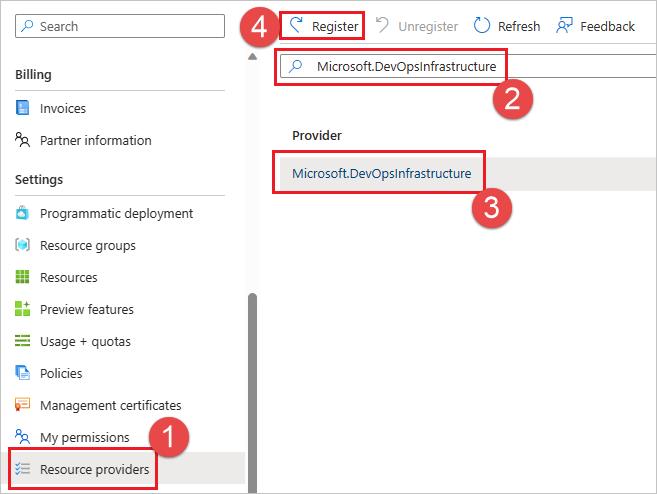 Search
Billing
Invoices
Partner information
Settings
Programmatic deployment
Resource groups
Resources
Preview features
Usage + quotas
Policies
Management certificates
My permissions
1
Resource providers
4
Register
Unregister
Refresh
Feedback
Microsoft.DevOpsInfrastructure
2
Provider
Microsoft.DevOpsInfrastructure
3